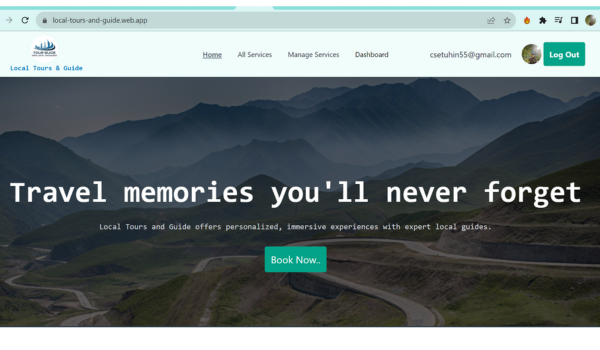 local-tours-and-guide.web.app
TOUR GUIDE
Local Tours & Guide
Home
All Services
Manage Services
Dashboard
csetuhin55@gmail.com
Log Out
Travel memories you'll never forget
Local Tours and Guide offers personalized, immersive experiences with expert local guides.
Book Now..